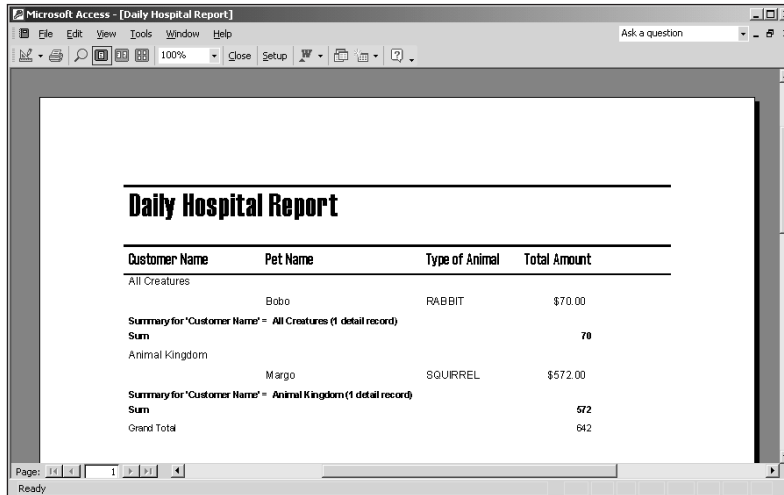 Microsoft Access - [Daily Hospital Report]
File Edit View Tools Window Help Ask a question
100% Close Setup
Daily Hospital Report
Customer Name Pet Name Type of Animal Total Amount
All Creatures
Bobo RABBIT $70.00
Summary for 'Customer Name' = All Creatures (1 detail record)
Sum 70
Animal Kingdom
Margo SQUIRREL $572.00
Summary for 'Customer Name' = Animal Kingdom (1 detail record)
Sum 572
Grand Total 642
Page: 1
Ready